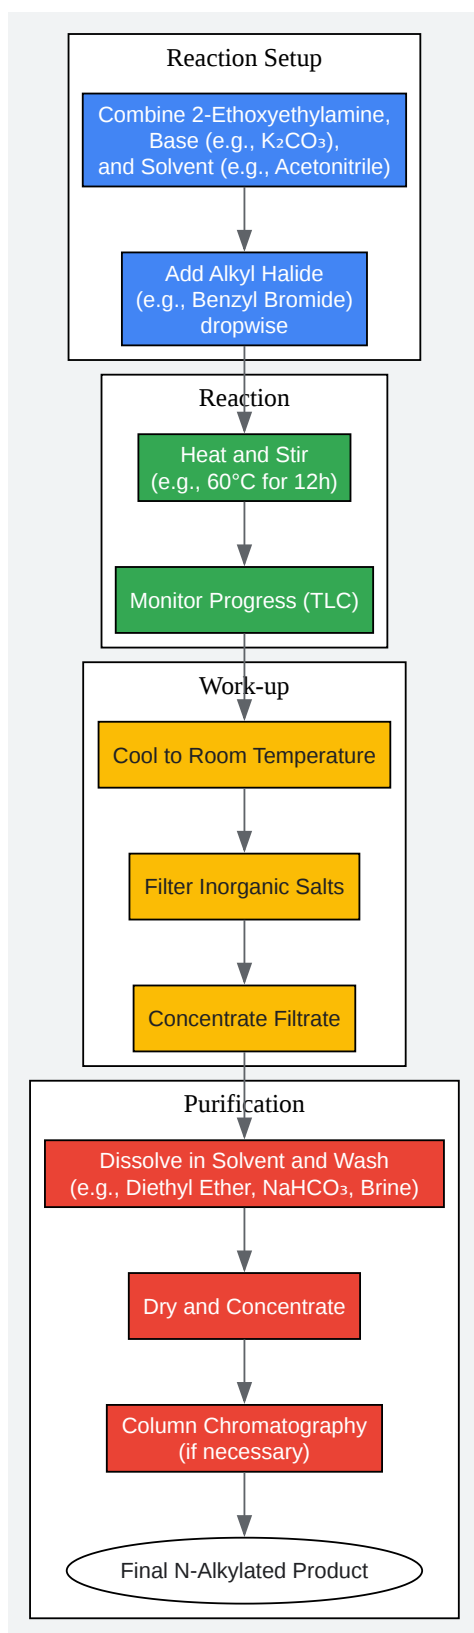 Reaction Setup
Combine 2-Ethoxyethylamine,
Base (e.g., K₂CO₃),
and Solvent (e.g., Acetonitrile)
Add Alkyl Halide
(e.g., Benzyl Bromide)
dropwise
Reaction
Heat and Stir
(e.g., 60°C for 12h)
Monitor Progress (TLC)
Work-up
Cool to Room Temperature
Filter Inorganic Salts
Concentrate Filtrate
Purification
Dissolve in Solvent and Wash
(e.g., Diethyl Ether, NaHCO₃, Brine)
Dry and Concentrate
Column Chromatography
(if necessary)
Final N-Alkylated Product